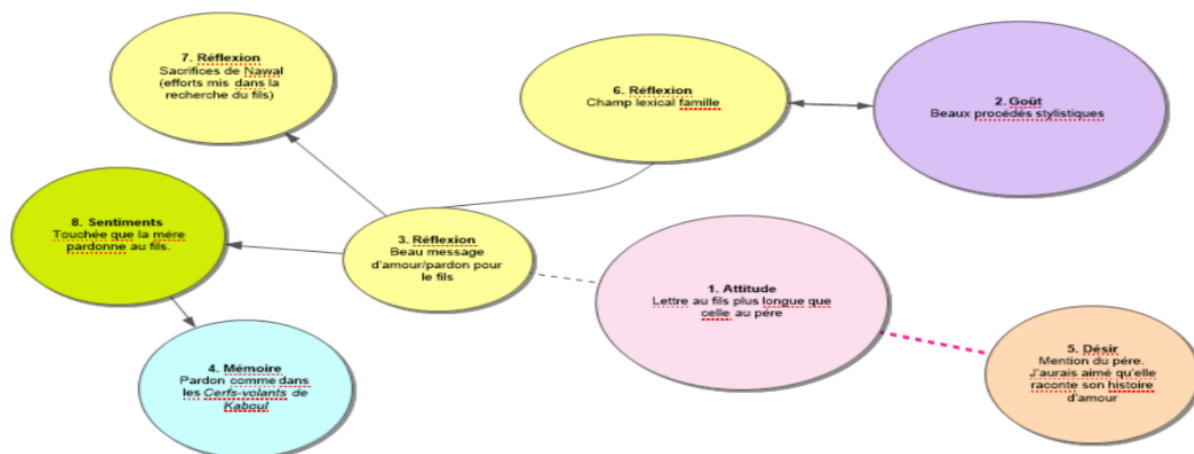 7. Réflexion
Sacrifices de Nawal
(efforts mis dans la
recherche du fils)
6. Réflexion
Champ lexical famille
2. Goût
Beaux procédés stylistiques
8. Sentiments
Touchée que la mère
pardonne au fils.
3. Réflexion
Beau message
d'amour/pardon pour
le fils
1. Attitude
Lettre au fils plus longue que
celle au père
4. Mémoire
Pardon comme dans
les Cerfs-volants de
Kaboul
5. Désir
Mention du père.
J'aurais aimé qu'elle
raconte son histoire
d'amour